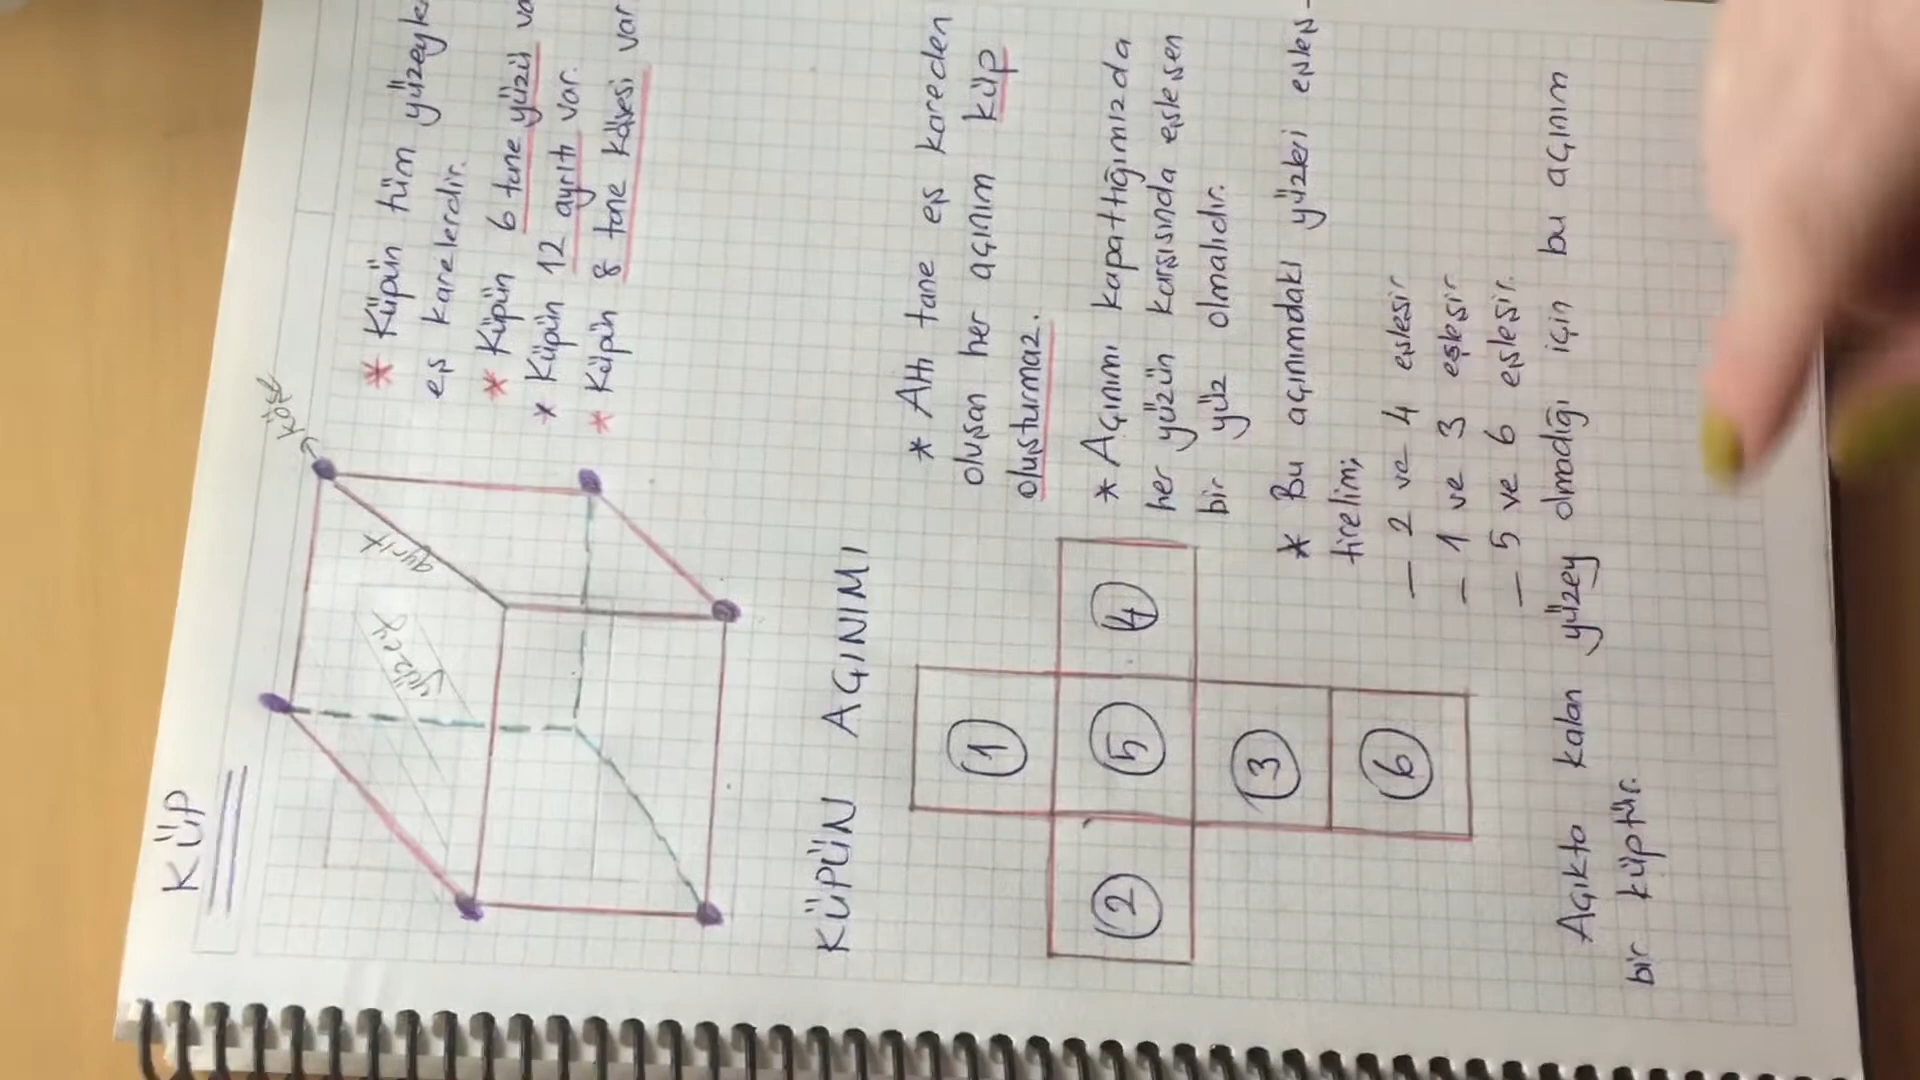 KÜP
köşe
ayrıt
yüzey
* Küpün tüm
eş karelerdir.
* Küpün 6 tane yüzü
* Küpün 12 ayrıtı var.
* Küpün 8 tane köşesi var
KÜPÜN AÇINIMI
1
2
5
4
3
6
* Altı tane eş kareden
oluşan her açınım küp
oluşturmaz.
* Açınımı kapattığımızda
her yüzün karşısında eşleşen
bir yüz olmalıdır.
* Bu açınımdaki yüzleri eşleş-
tirelim;
– 2 ve 4 eşleşir
– 1 ve 3 eşleşir
– 5 ve 6 eşleşir.
Açıkta kalan yüzey olmadığı için bu açınım
bir küptür.